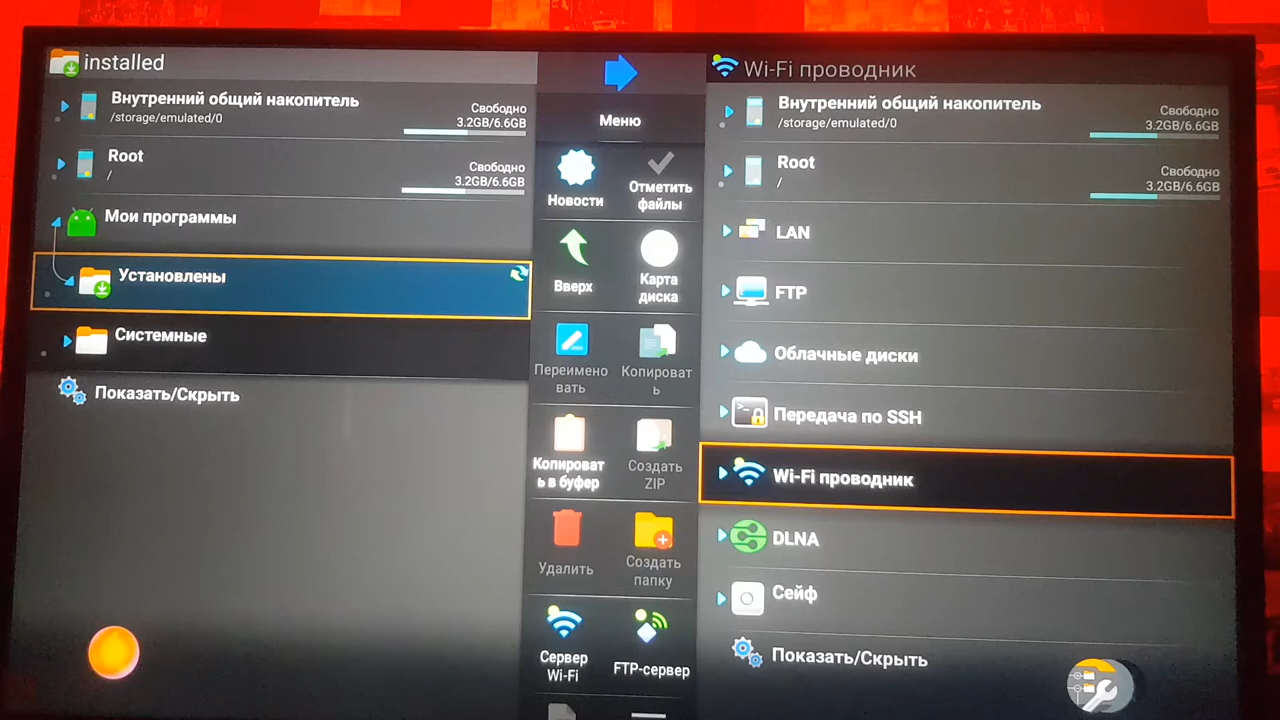 installed
Внутренний общий накопитель
/storage/emulated/0
Свободно
3.2GB/6.6GB
Root
/
Свободно
3.2GB/6.6GB
Мои программы
Установлены
Системные
Показать/Скрыть
Меню
Новости
Отметить
файлы
Вверх
Карта
диска
Переимено
вать
Копироват
ь
Копироват
ь в буфер
Создать
ZIP
Удалить
Создать
папку
Сервер
Wi-Fi
FTP-сервер
Wi-Fi проводник
Внутренний общий накопитель
/storage/emulated/0
Свободно
3.2GB/6.6GB
Root
/
Свободно
3.2GB/6.6GB
LAN
FTP
Облачные диски
Передача по SSH
Wi-Fi проводник
DLNA
Сейф
Показать/Скрыть